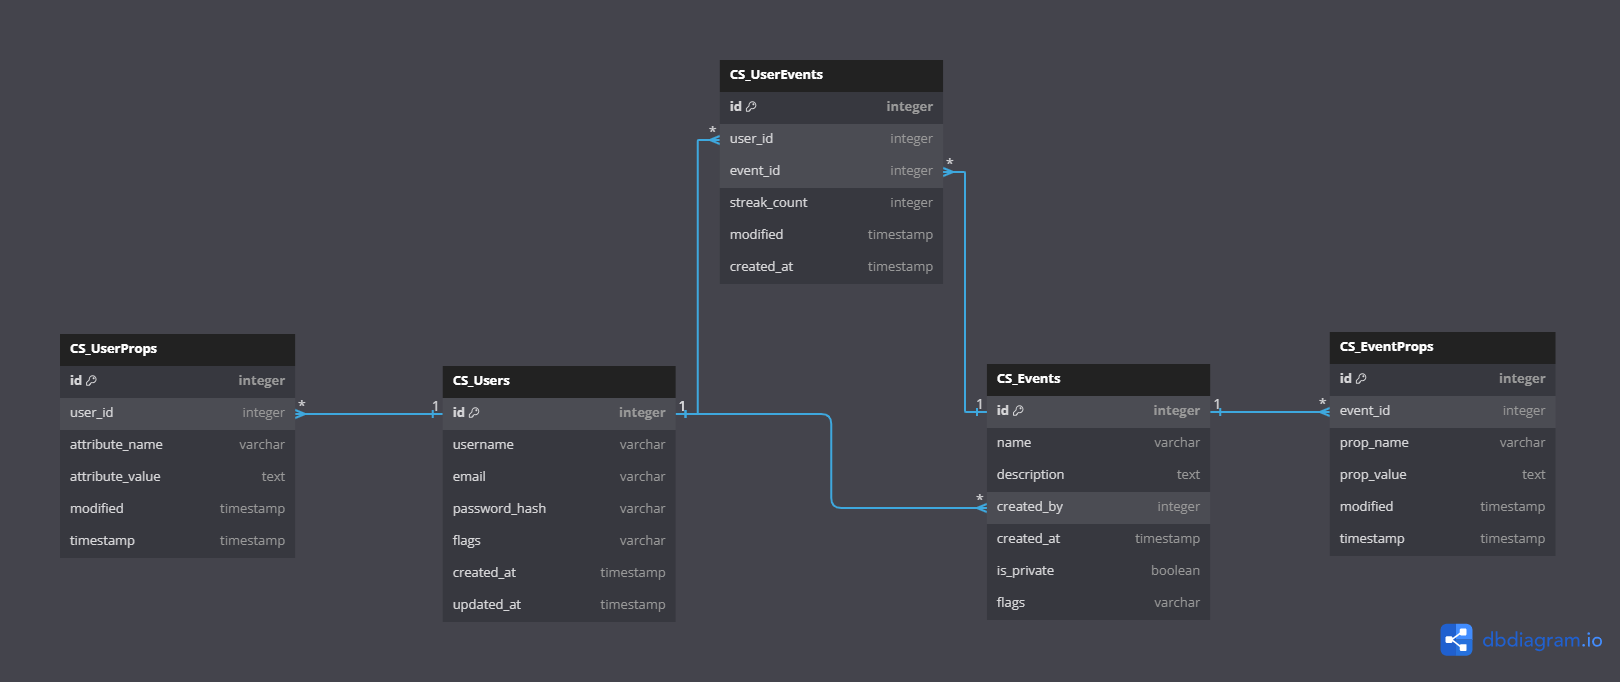 CS_UserEvents
id integer
* user_id integer
event_id integer *
streak_count integer
modified timestamp
created_at timestamp
CS_UserProps
id integer
user_id integer *
attribute_name varchar
attribute_value text
modified timestamp
timestamp timestamp
CS_Users
1 id integer 1
username varchar
email varchar
password_hash varchar
flags varchar
created_at timestamp
updated_at timestamp
CS_Events
1 id integer 1
name varchar
description text
* created_by integer
created_at timestamp
is_private boolean
flags varchar
CS_EventProps
id integer
* event_id integer
prop_name varchar
prop_value text
modified timestamp
timestamp timestamp
dbdiagram.io